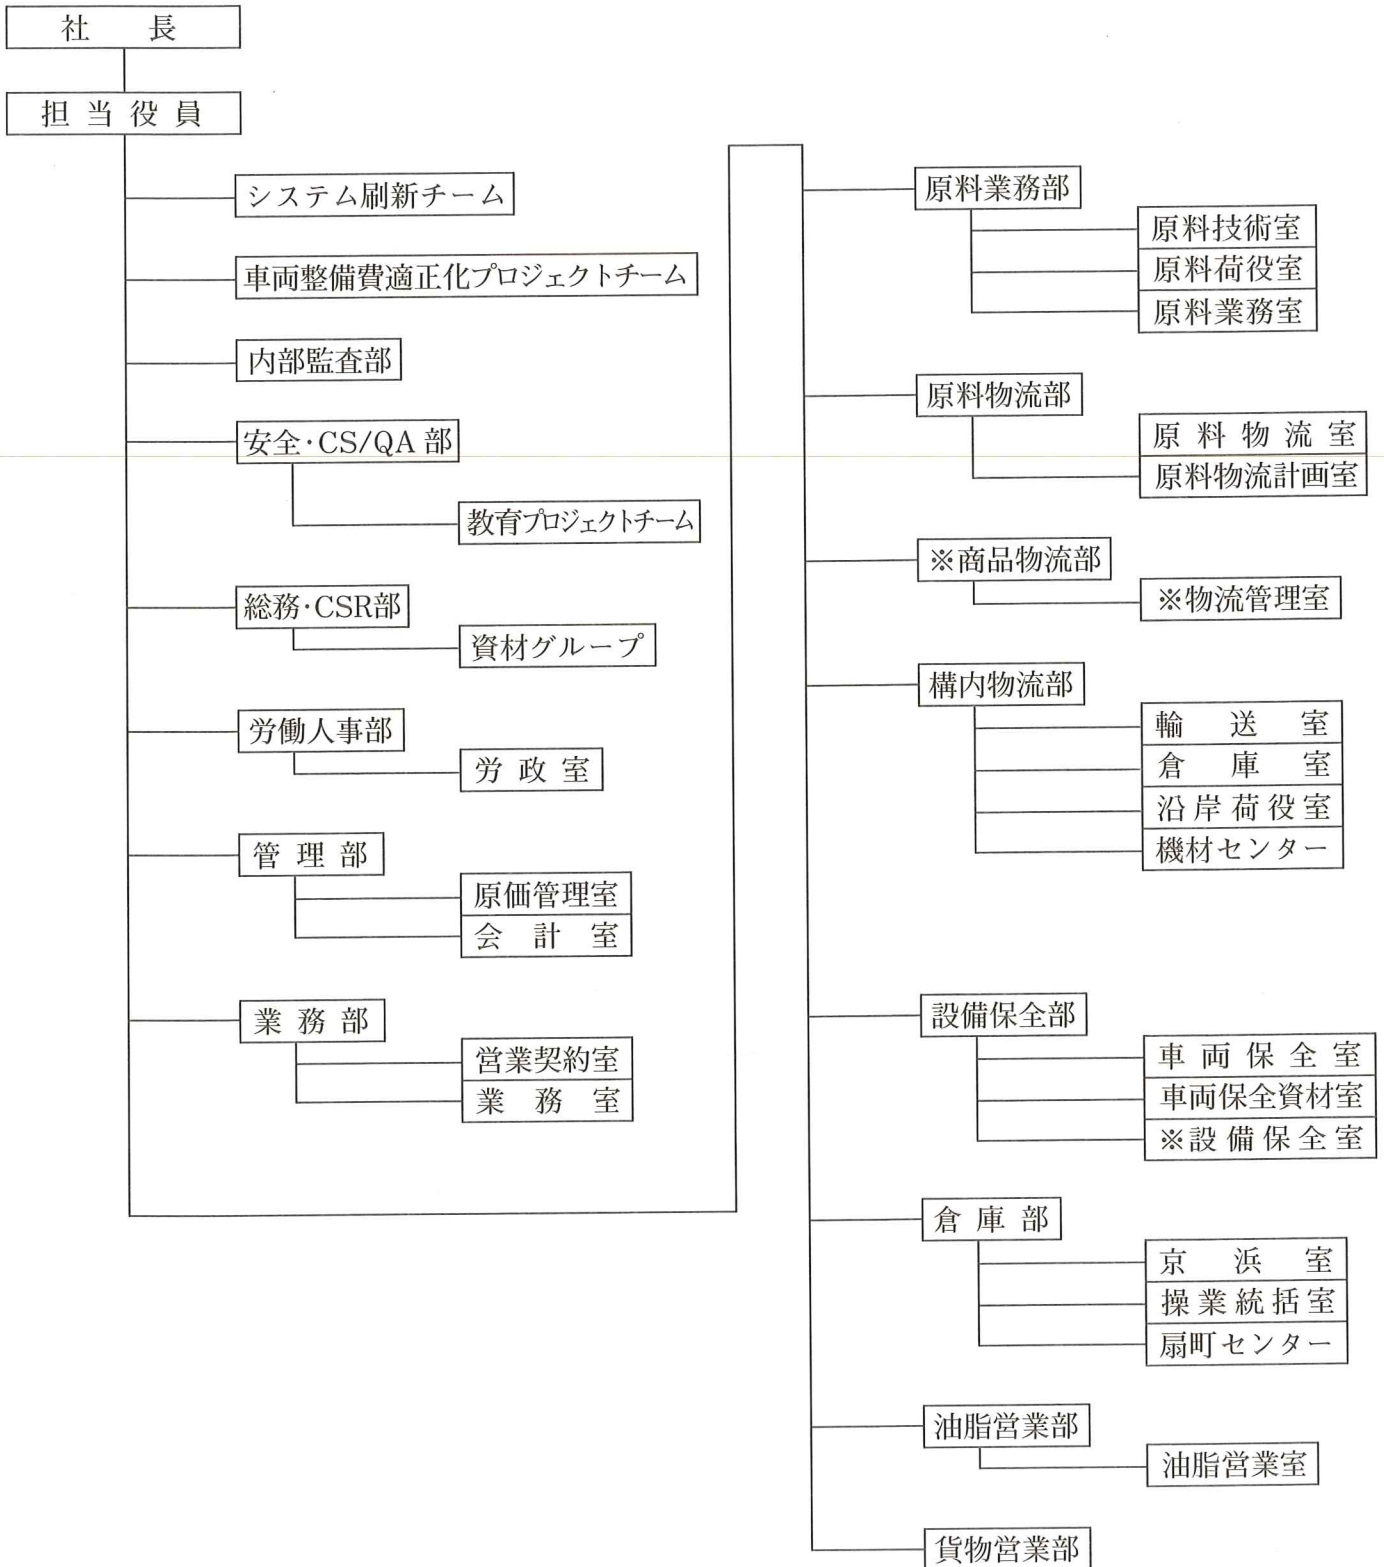 社長
担当役員
システム刷新チーム
車両整備費適正化プロジェクトチーム
内部監査部
安全・CS/QA部
教育プロジェクトチーム
総務・CSR部
資材グループ
労働人事部
労政室
管理部
原価管理室
会計室
業務部
営業契約室
業務室
原料業務部
原料技術室
原料荷役室
原料業務室
原料物流部
原料物流室
原料物流計画室
※商品物流部
※物流管理室
構内物流部
輸送室
倉庫室
沿岸荷役室
機材センター
設備保全部
車両保全室
車両保全資材室
※設備保全室
倉庫部
京浜室
操業統括室
扇町センター
油脂営業部
油脂営業室
貨物営業部